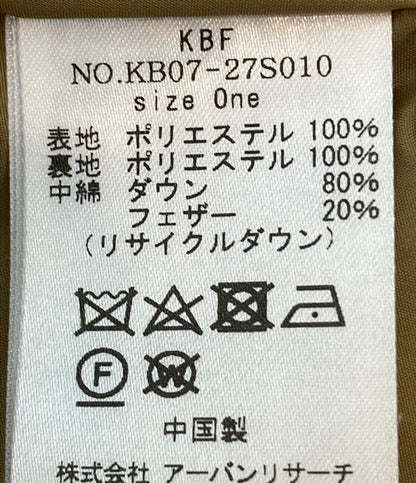 KBF
NO.KB07-27S010
size One
表地 ポリエステル 100%
裏地 ポリエステル 100%
中綿 ダウン 80%
フェザー 20%
(リサイクルダウン)
F W
中国製
株式会社 アーバンリサーチ